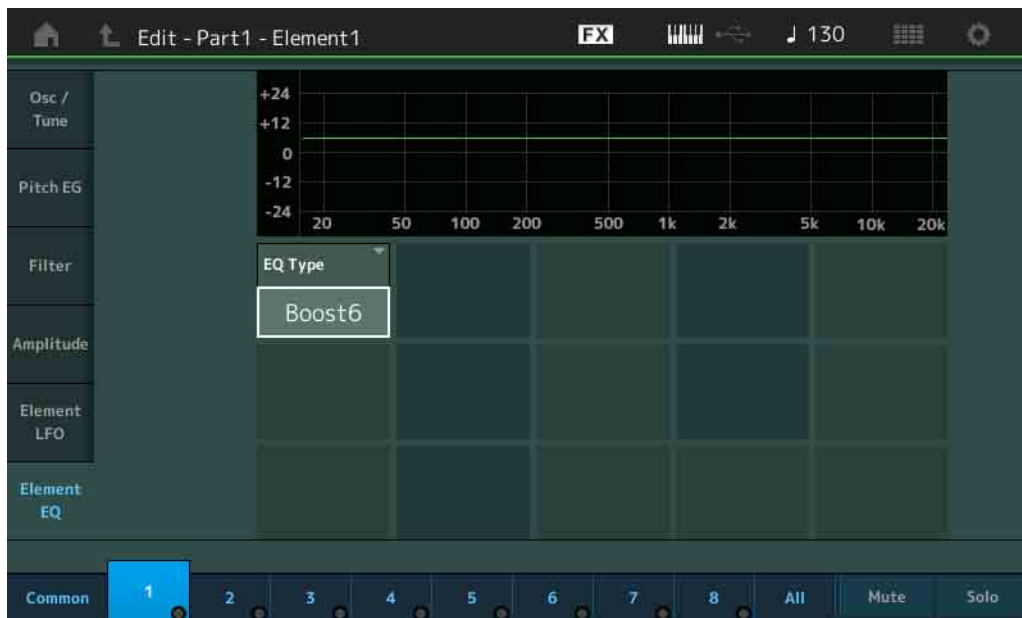 Edit - Part1 - Element1
FX
♩ 130
Osc /
Tune
Pitch EG
Filter
Amplitude
Element
LFO
Element
EQ
+24
+12
0
-12
-24
20 50 100 200 500 1k 2k 5k 10k 20k
EQ Type
Boost6
Common 1 2 3 4 5 6 7 8 All Mute Solo